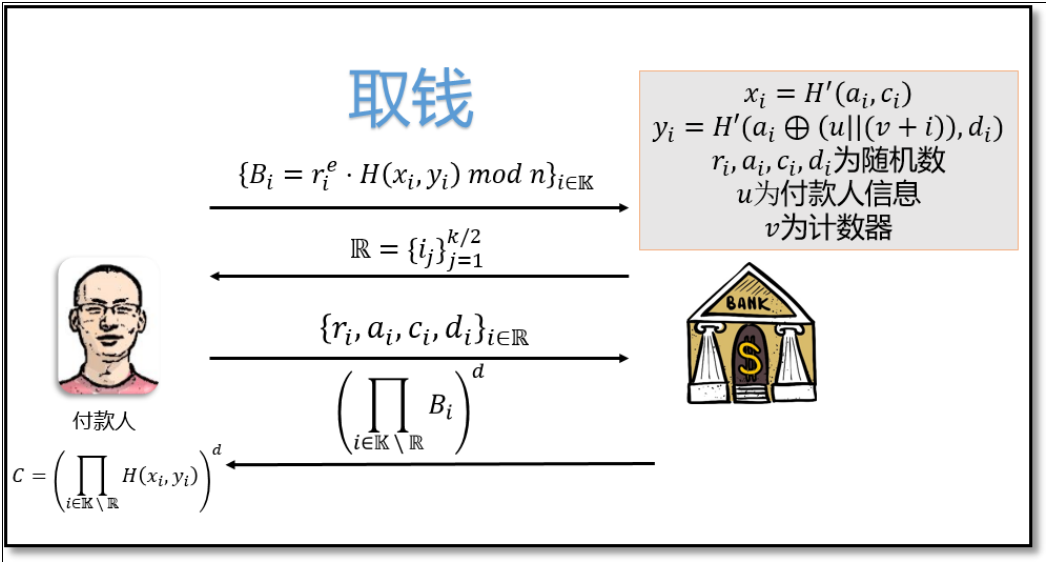 取钱
x_i = H′(a_i, c_i)
y_i = H′(a_i ⊕ (u||(v + i)), d_i)
r_i, a_i, c_i, d_i为随机数
u为付款人信息
v为计数器
{B_i = r_i^e · H(x_i, y_i) mod n}_{i∈𝕂}
ℝ = {i_j}_{j=1}^{k/2}
{r_i, a_i, c_i, d_i}_{i∈ℝ}
(∏_{i∈𝕂∖ℝ} B_i)^d
BANK
$
付款人
C = (∏_{i∈𝕂∖ℝ} H(x_i, y_i))^d